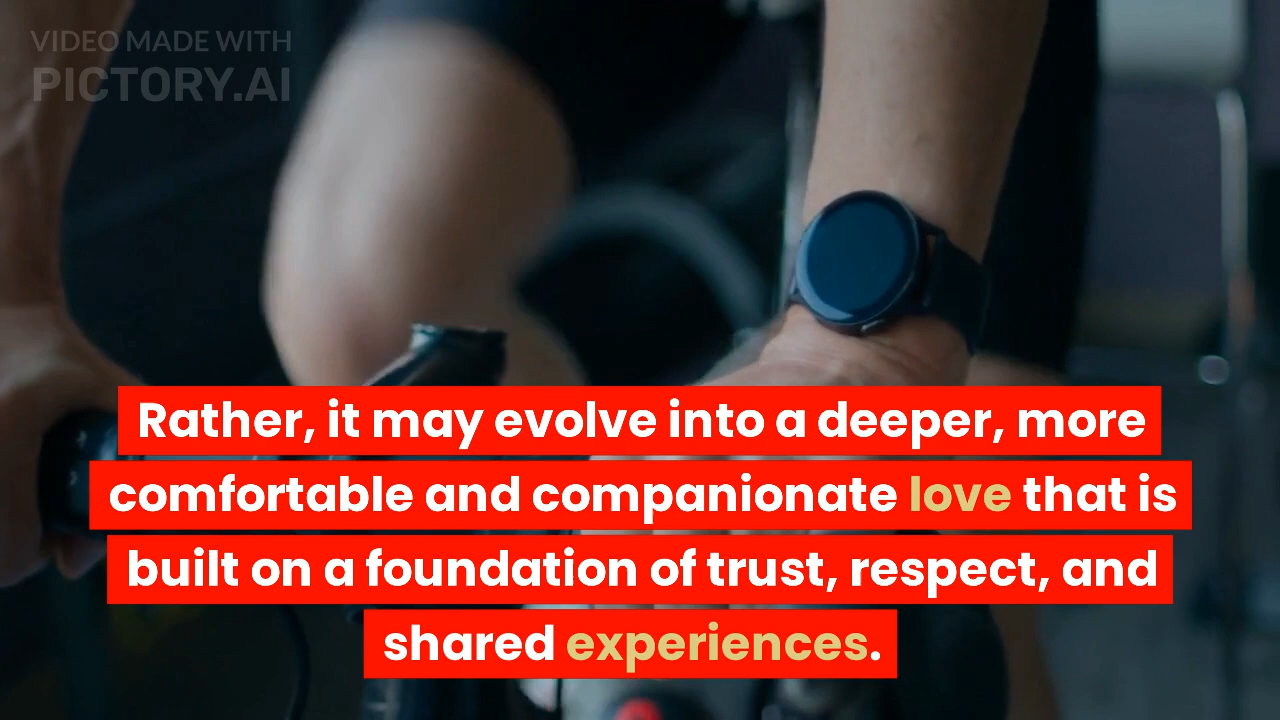 VIDEO MADE WITH
PICTORY.AI
Rather, it may evolve into a deeper, more
comfortable and companionate love that is
built on a foundation of trust, respect, and
shared experiences.